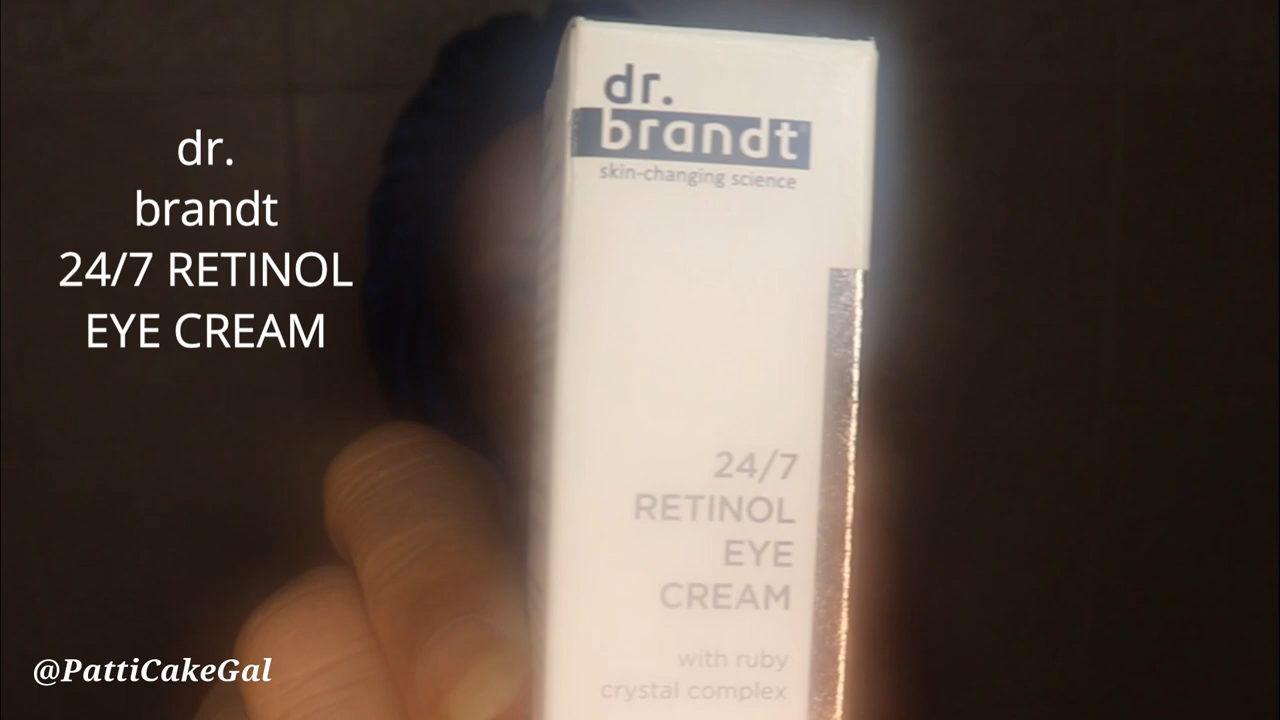 dr.
brandt
24/7 RETINOL
EYE CREAM
@PattiCakeGal
dr.
brandt
skin-changing science
24/7
RETINOL
EYE
CREAM
with ruby
crystal complex